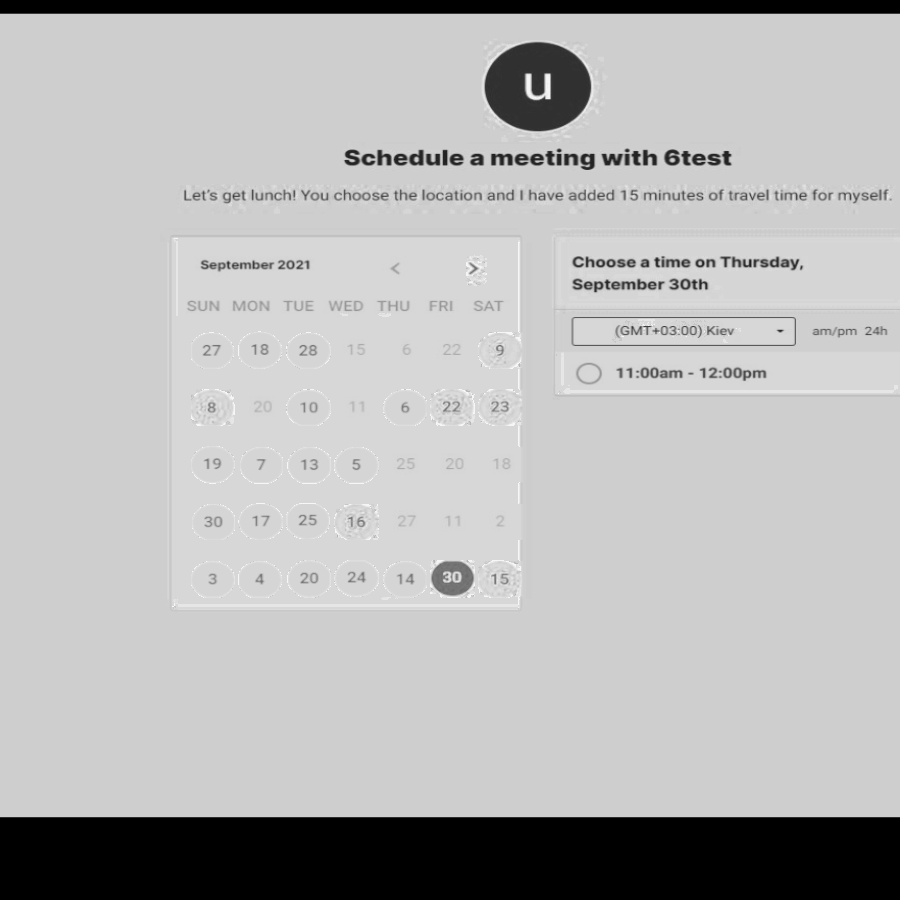 u
Schedule a meeting with 6test
Let's get lunch! You choose the location and I have added 15 minutes of travel time for myself.
September 2021 < >
SUN MON TUE WED THU FRI SAT
27 18 28 15 6 22 9
8 20 10 11 6 22 23
19 7 13 5 25 20 18
30 17 25 16 27 11 2
3 4 20 24 14 30 15
Choose a time on Thursday,
September 30th
(GMT+03:00) Kiev am/pm 24h
11:00am - 12:00pm